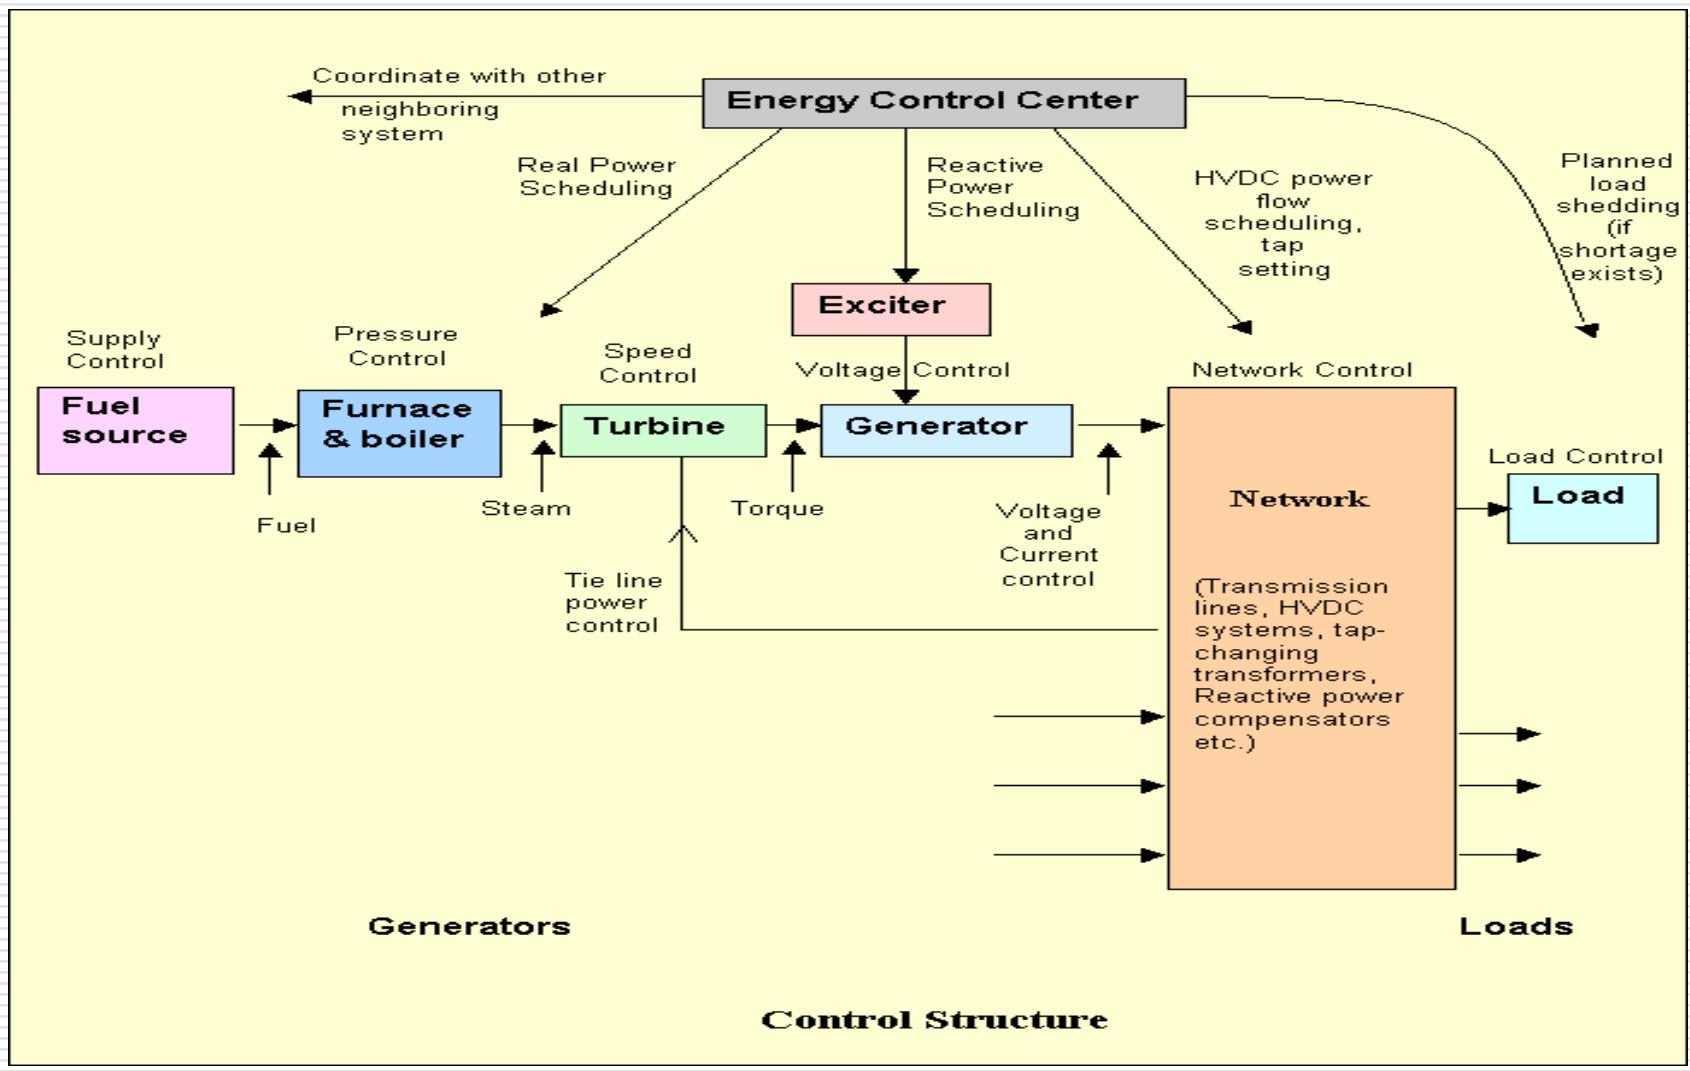 Coordinate with other
neighboring
system
Energy Control Center
Real Power
Scheduling
Reactive
Power
Scheduling
HVDC power
flow
scheduling,
tap
setting
Planned
load
shedding
(if
shortage
exists)
Exciter
Supply
Control
Pressure
Control
Speed
Control
Voltage Control
Network Control
Fuel
source
Furnace
& boiler
Turbine
Generator
Load Control
Load
Fuel
Steam
Torque
Voltage
and
Current
control
Network
Tie line
power
control
(Transmission
lines, HVDC
systems, tap-
changing
transformers,
Reactive power
compensators
etc.)
Generators
Loads
Control Structure